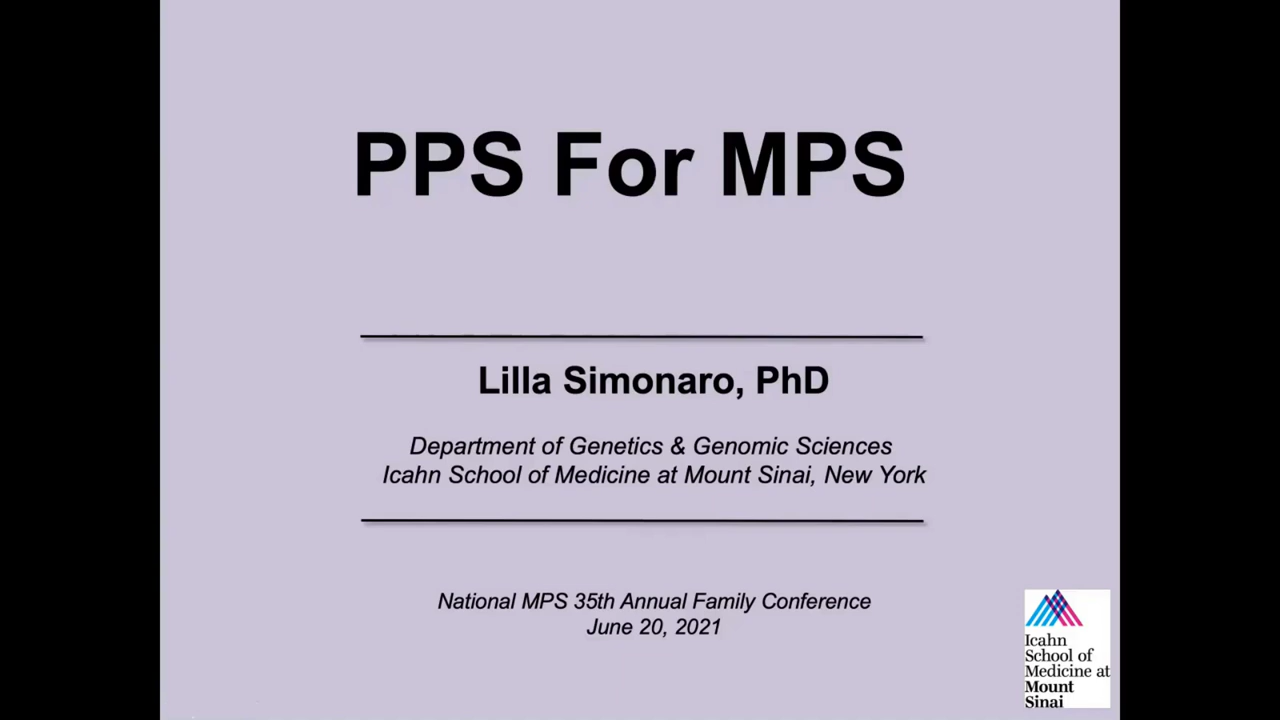 PPS For MPS
Lilla Simonaro, PhD
Department of Genetics & Genomic Sciences
Icahn School of Medicine at Mount Sinai, New York
National MPS 35th Annual Family Conference
June 20, 2021
Icahn
School of
Medicine at
Mount
Sinai